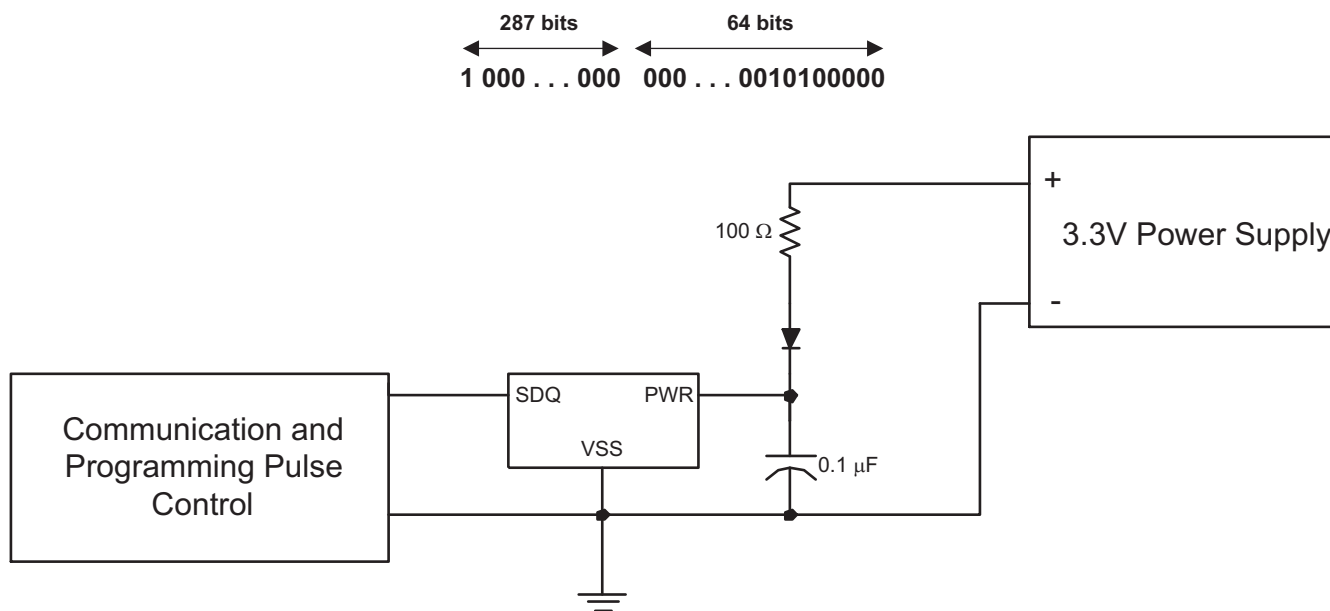 287 bits 64 bits
1 000 . . . 000 000 . . . 0010100000
+
100 Ω
3.3V Power Supply
-
SDQ PWR
VSS
Communication and
Programming Pulse
Control
0.1 μF